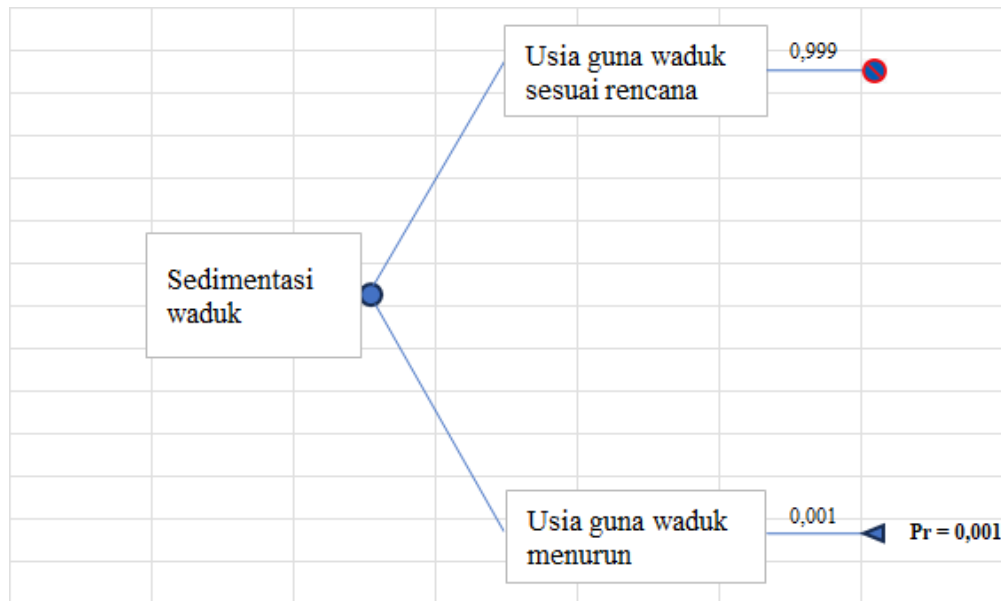 Usia guna waduk
sesuai rencana
0,999
Sedimentasi
waduk
Usia guna waduk
menurun
0,001
Pr = 0,001